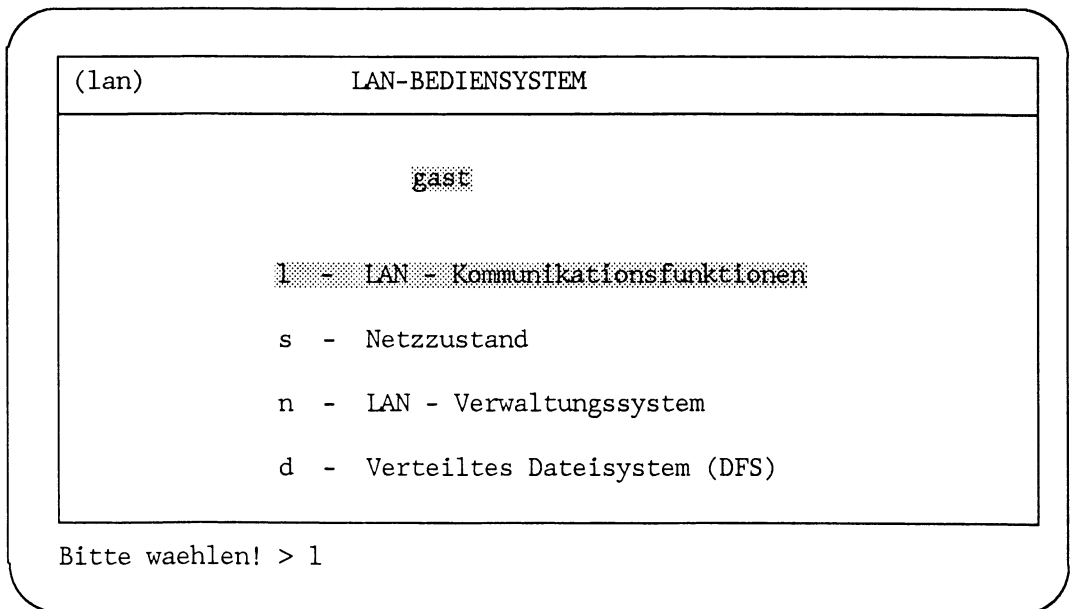 (lan) LAN-BEDIENSYSTEM
gast
l - LAN - Kommunikationsfunktionen
s - Netzzustand
n - LAN - Verwaltungssystem
d - Verteiltes Dateisystem (DFS)
Bitte waehlen! > l